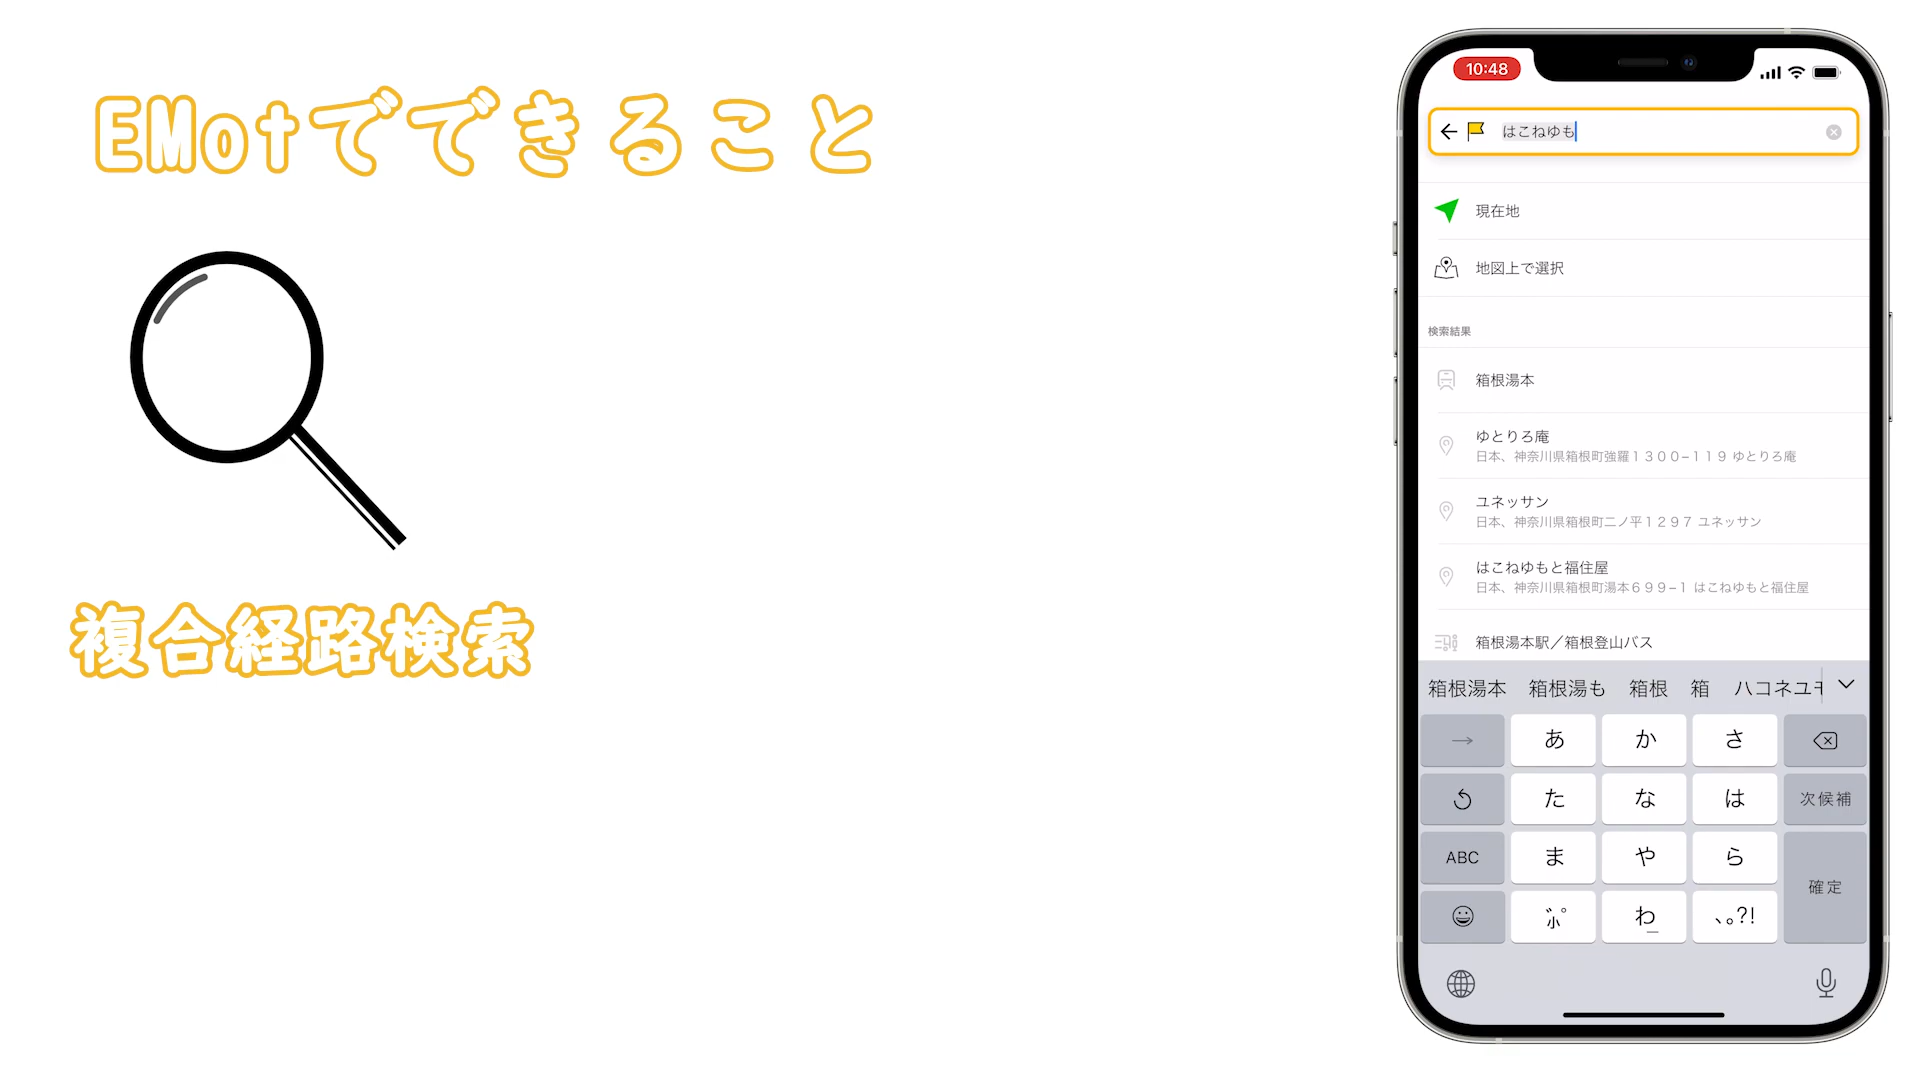 EMotでできること
複合経路検索
10:48
はこねゆも
現在地
地図上で選択
検索結果
箱根湯本
ゆとりろ庵
日本、神奈川県箱根町強羅１３００−１１９ ゆとりろ庵
ユネッサン
日本、神奈川県箱根町二ノ平１２９７ ユネッサン
はこねゆもと福住屋
日本、神奈川県箱根町湯本６９９−１ はこねゆもと福住屋
箱根湯本駅／箱根登山バス
箱根湯本 箱根湯も 箱根 箱 ハコネユモ
→ あ か さ
た な は 次候補
ABC ま や ら
確定
゛゜小 わ 、。?!